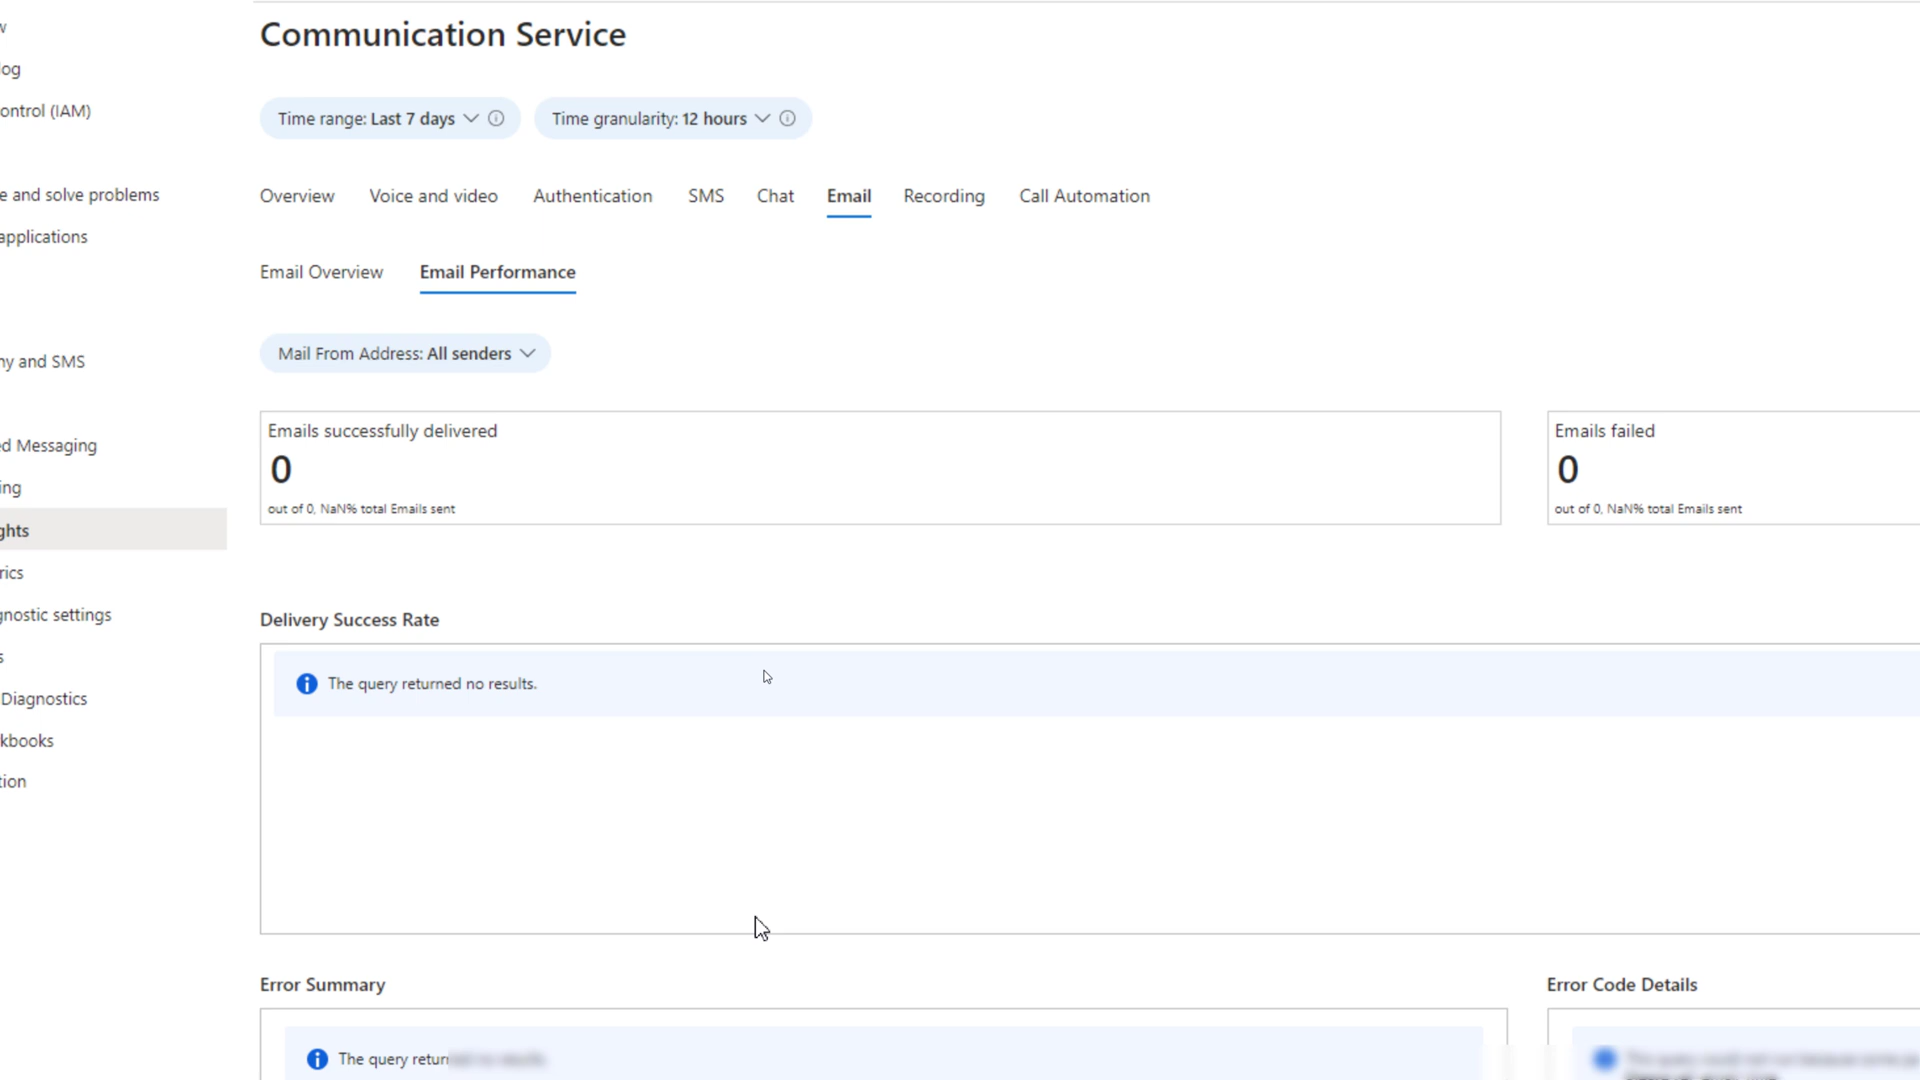 w
log
ontrol (IAM)
e and solve problems
applications
ny and SMS
ed Messaging
ing
ghts
rics
gnostic settings
s
Diagnostics
kbooks
tion
Communication Service
Time range: Last 7 days
Time granularity: 12 hours
Overview Voice and video Authentication SMS Chat Email Recording Call Automation
Email Overview Email Performance
Mail From Address: All senders
Emails successfully delivered
0
out of 0, NaN% total Emails sent
Emails failed
0
out of 0, NaN% total Emails sent
Delivery Success Rate
The query returned no results.
Error Summary
The query return
Error Code Details